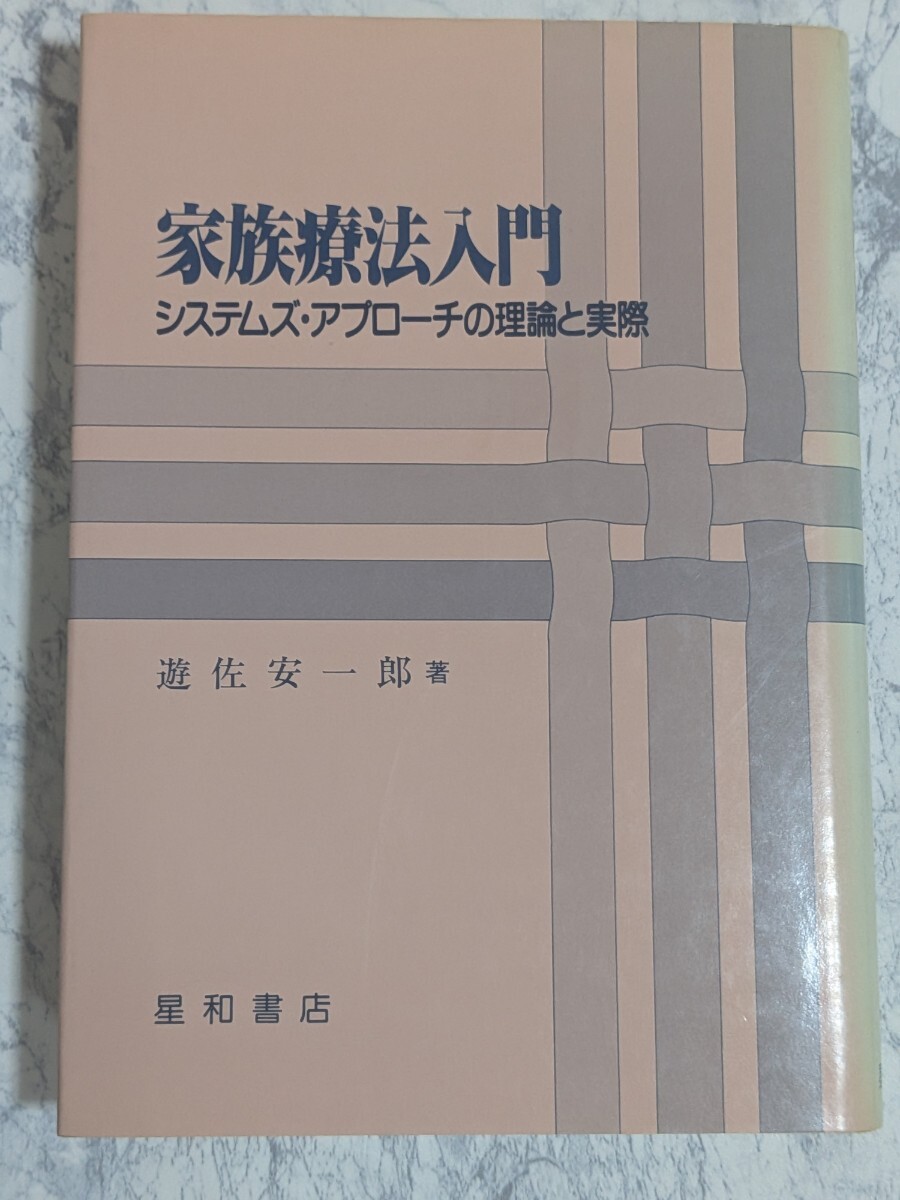 家族療法入門
システムズ・アプローチの理論と実際
遊佐安一郎 著
星和書店